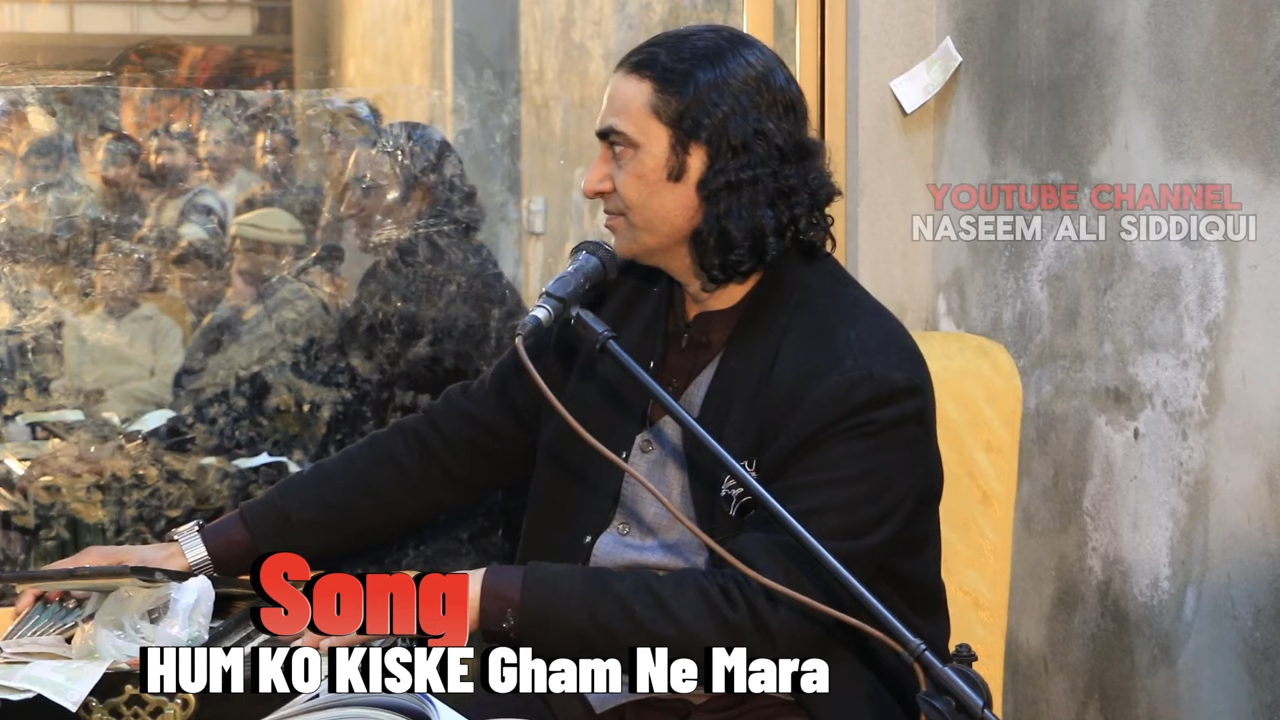 YOUTUBE CHANNEL
NASEEM ALI SIDDIQUI
Song
HUM KO KISKE Gham Ne Mara